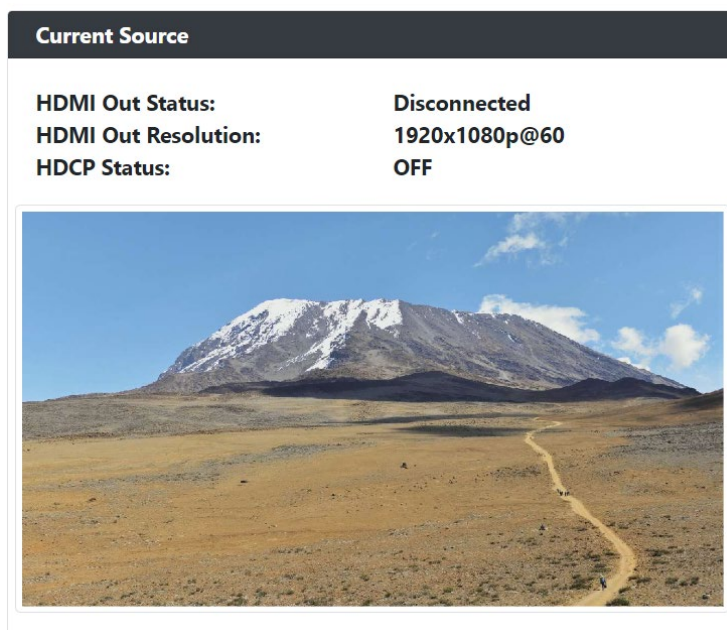 Current Source
HDMI Out Status: Disconnected
HDMI Out Resolution: 1920x1080p@60
HDCP Status: OFF